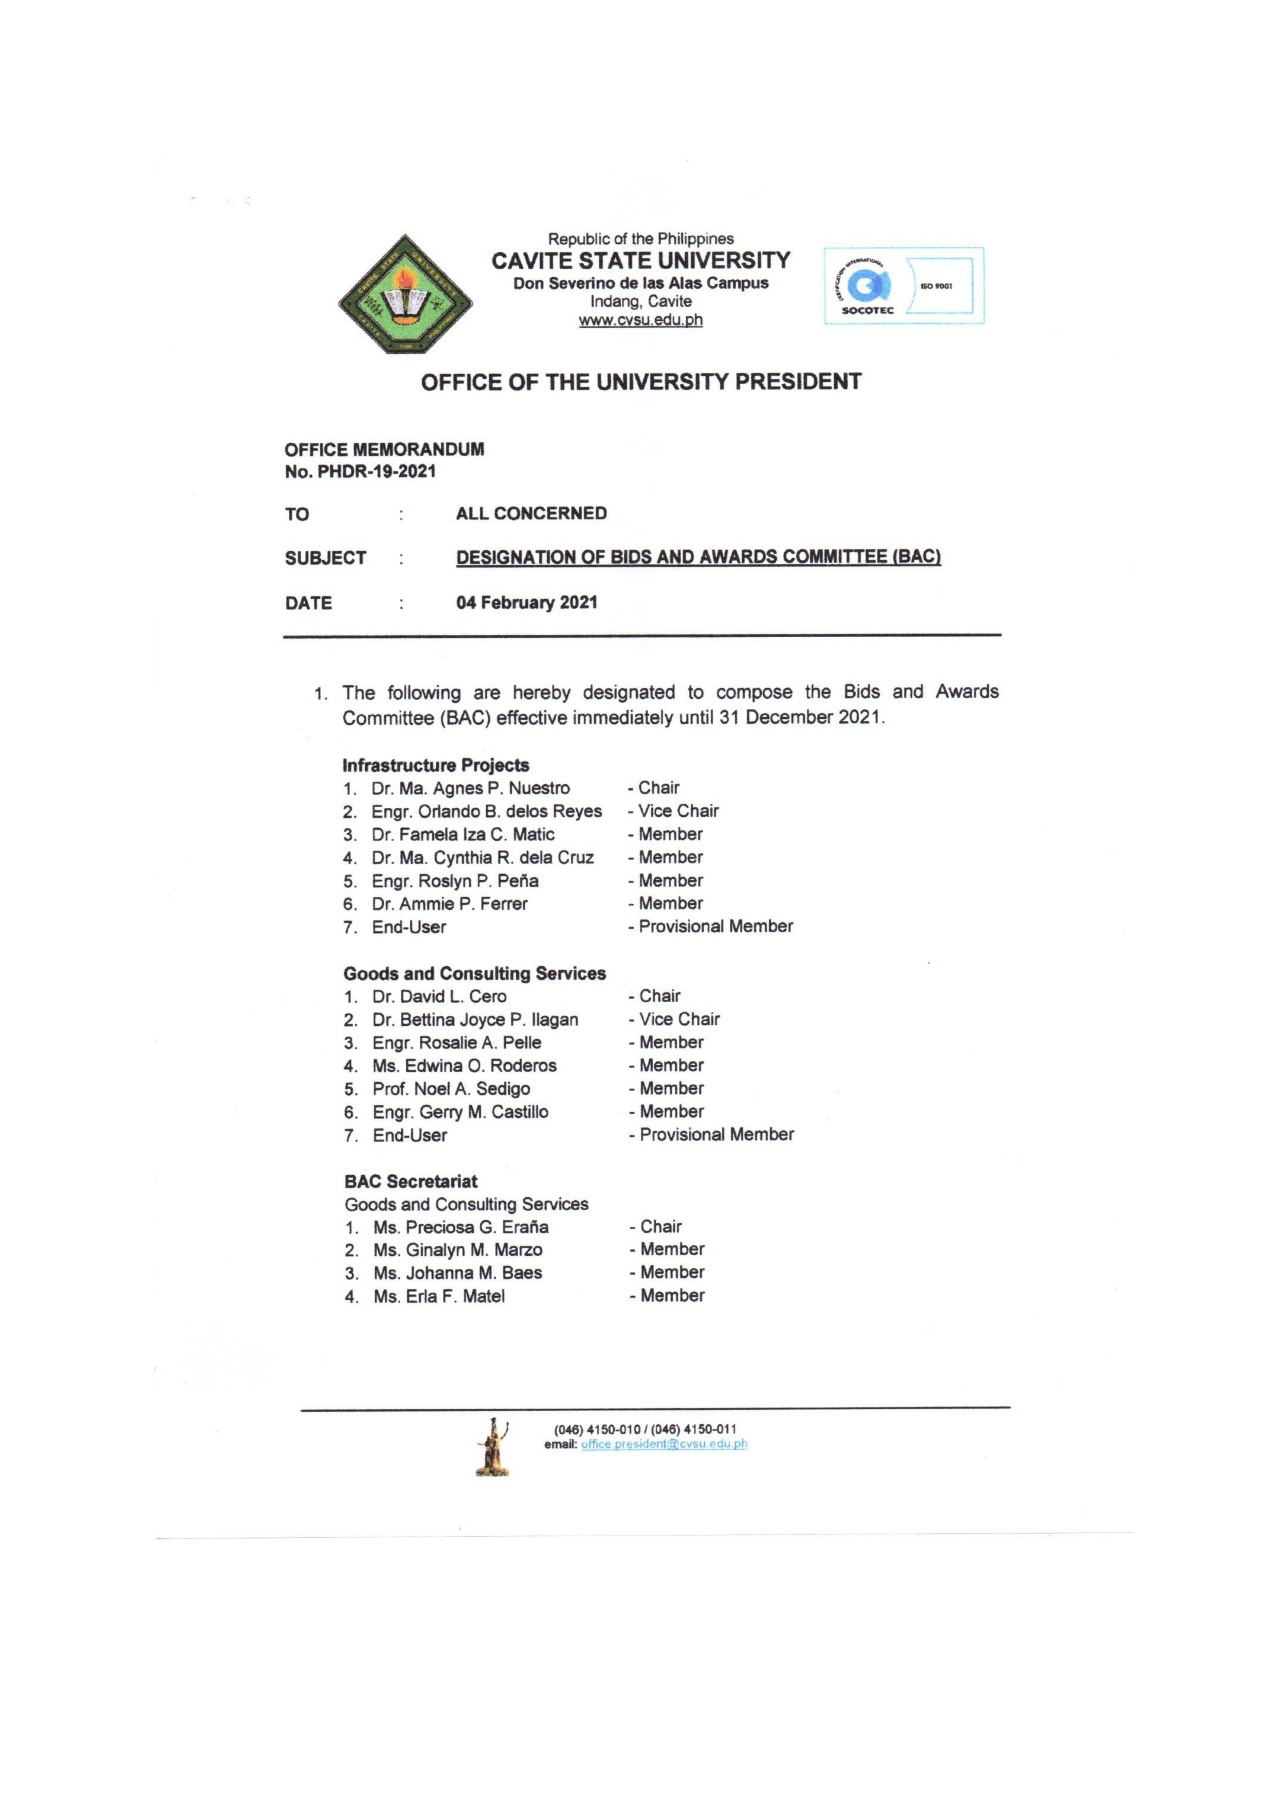 Republic of the Philippines
CAVITE STATE UNIVERSITY
Don Severino de las Alas Campus
Indang, Cavite
www.cvsu.edu.ph
CAVITE STATE UNIVERSITY
CAVITE PHILIPPINES
CERTIFICATION INTERNATIONAL
SOCOTEC
ISO 9001
OFFICE OF THE UNIVERSITY PRESIDENT
OFFICE MEMORANDUM
No. PHDR-19-2021
TO : ALL CONCERNED
SUBJECT : DESIGNATION OF BIDS AND AWARDS COMMITTEE (BAC)
DATE : 04 February 2021
1. The following are hereby designated to compose the Bids and Awards
Committee (BAC) effective immediately until 31 December 2021.
Infrastructure Projects
1. Dr. Ma. Agnes P. Nuestro - Chair
2. Engr. Orlando B. delos Reyes - Vice Chair
3. Dr. Famela Iza C. Matic - Member
4. Dr. Ma. Cynthia R. dela Cruz - Member
5. Engr. Roslyn P. Peña - Member
6. Dr. Ammie P. Ferrer - Member
7. End-User - Provisional Member
Goods and Consulting Services
1. Dr. David L. Cero - Chair
2. Dr. Bettina Joyce P. Ilagan - Vice Chair
3. Engr. Rosalie A. Pelle - Member
4. Ms. Edwina O. Roderos - Member
5. Prof. Noel A. Sedigo - Member
6. Engr. Gerry M. Castillo - Member
7. End-User - Provisional Member
BAC Secretariat
Goods and Consulting Services
1. Ms. Preciosa G. Eraña - Chair
2. Ms. Ginalyn M. Marzo - Member
3. Ms. Johanna M. Baes - Member
4. Ms. Erla F. Matel - Member
(046) 4150-010 / (046) 4150-011
email: office.president@cvsu.edu.ph